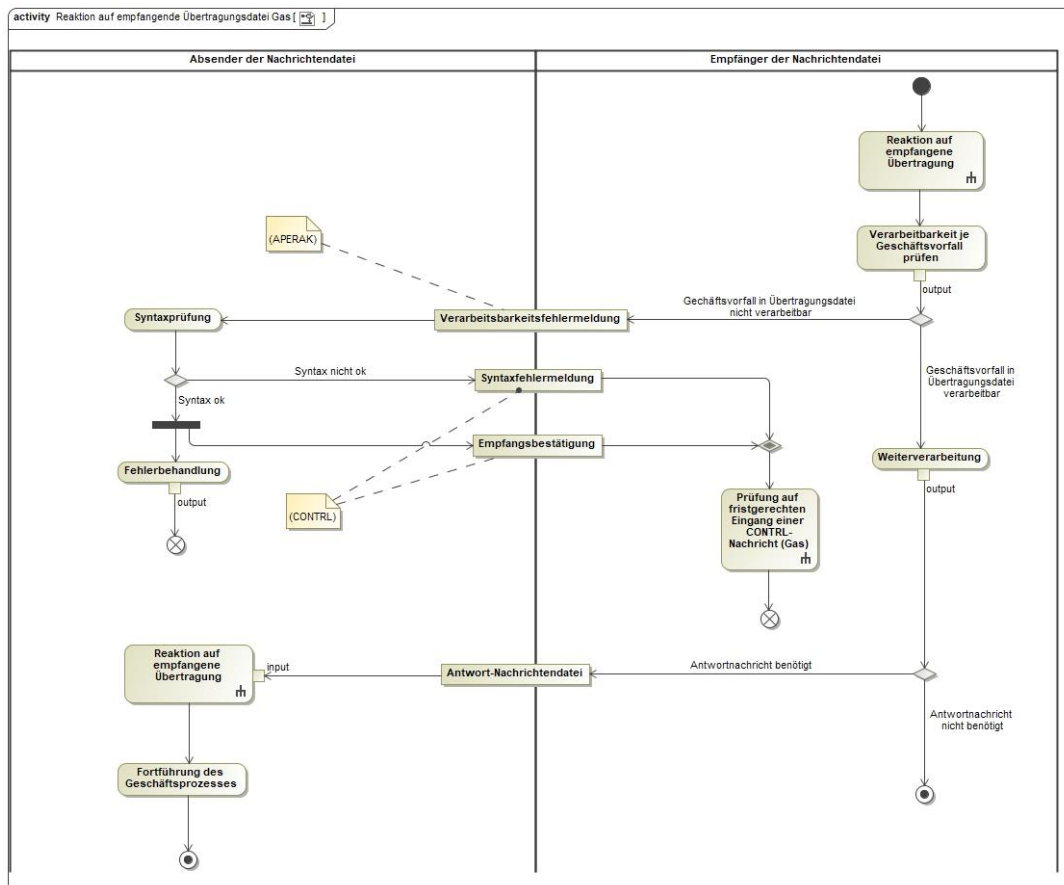 activity Reaktion auf empfangende Übertragungsdatei Gas [ ]
Absender der Nachrichtendatei
Empfänger der Nachrichtendatei
Reaktion auf
empfangene
Übertragung
Verarbeitbarkeit je
Geschäftsvorfall
prüfen
output
(APERAK)
Gechäftsvorfall in Übertragungsdatei
nicht verarbeitbar
Syntaxprüfung
Verarbeitsbarkeitsfehlermeldung
Syntax nicht ok
Syntaxfehlermeldung
Geschäftsvorfall in
Übertragungsdatei
verarbeitbar
Syntax ok
Empfangsbestätigung
Weiterverarbeitung
output
Fehlerbehandlung
output
(CONTRL)
Prüfung auf
fristgerechten
Eingang einer
CONTRL-
Nachricht (Gas)
Reaktion auf
empfangene
Übertragung
input
Antwort-Nachrichtendatei
Antwortnachricht benötigt
Antwortnachricht
nicht benötigt
Fortführung des
Geschäftsprozesses